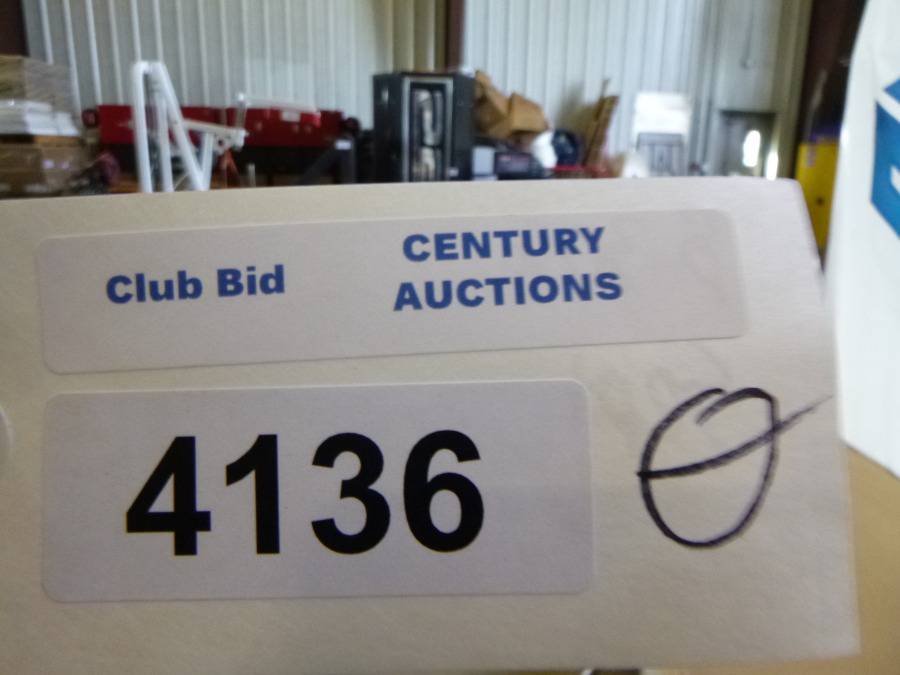 Club Bid
CENTURY
AUCTIONS
4136